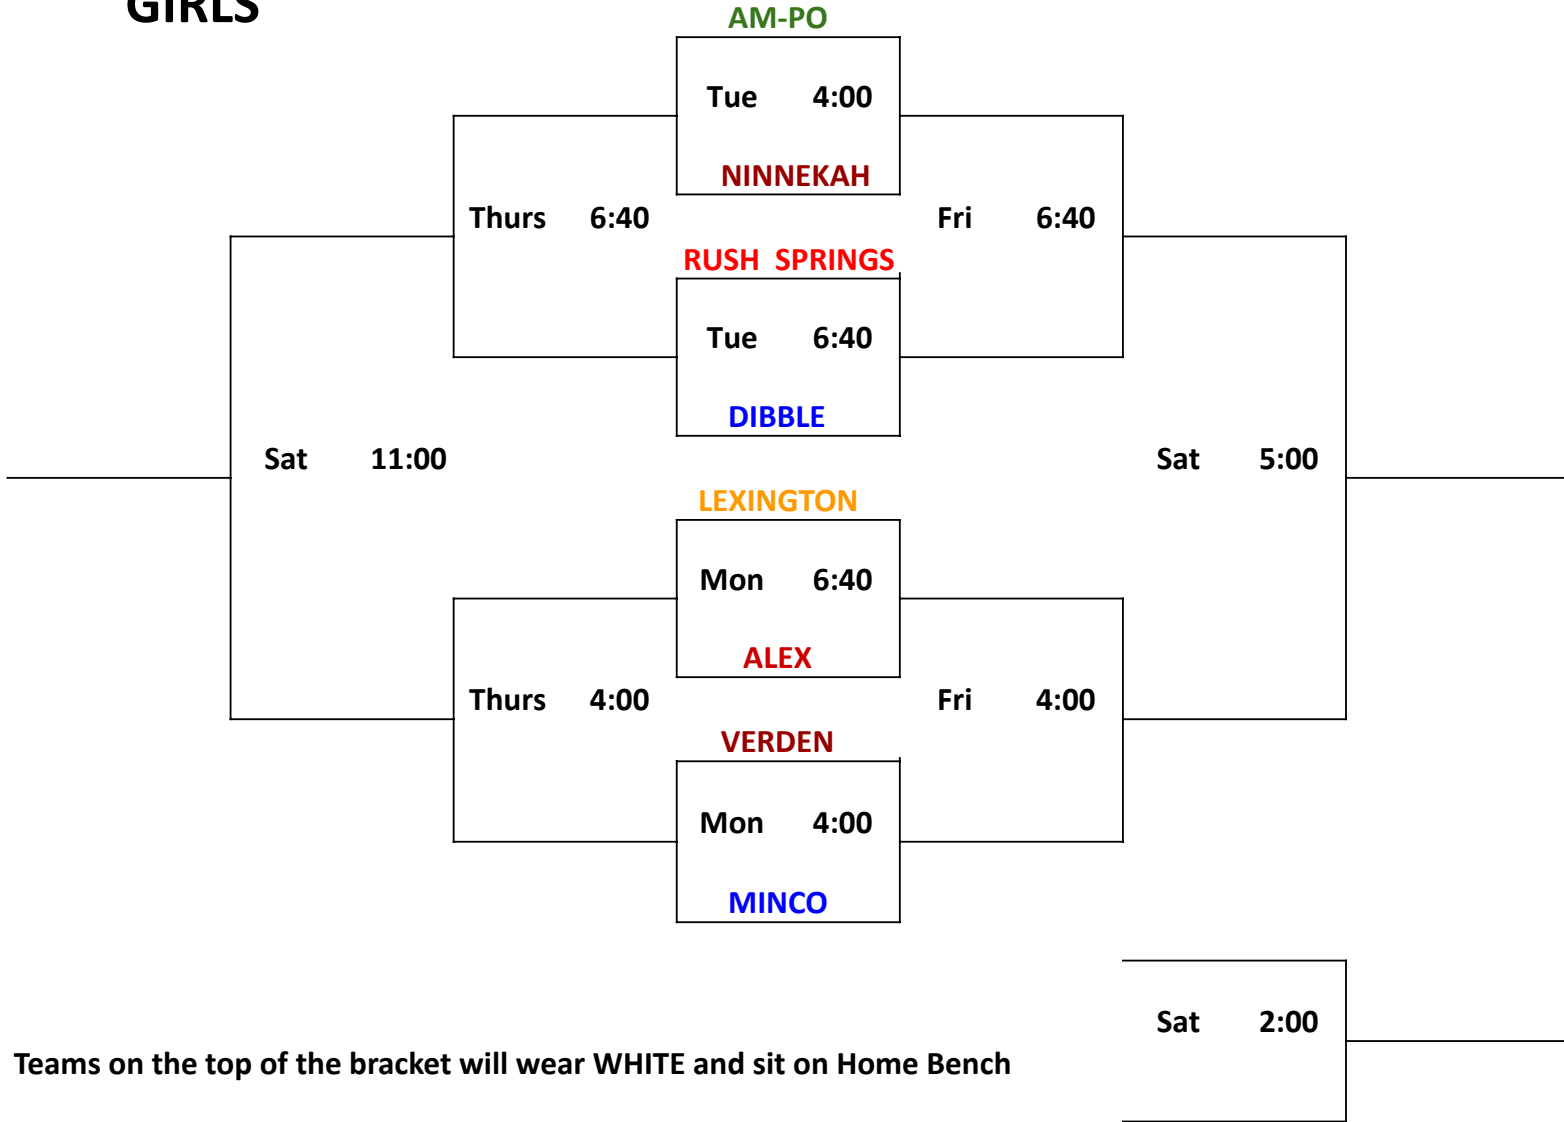 GIRLS
AM-PO
Tue 4:00
NINNEKAH
Thurs 6:40
Fri 6:40
RUSH SPRINGS
Tue 6:40
DIBBLE
Sat 11:00
Sat 5:00
LEXINGTON
Mon 6:40
ALEX
Thurs 4:00
Fri 4:00
VERDEN
Mon 4:00
MINCO
Sat 2:00
Teams on the top of the bracket will wear WHITE and sit on Home Bench